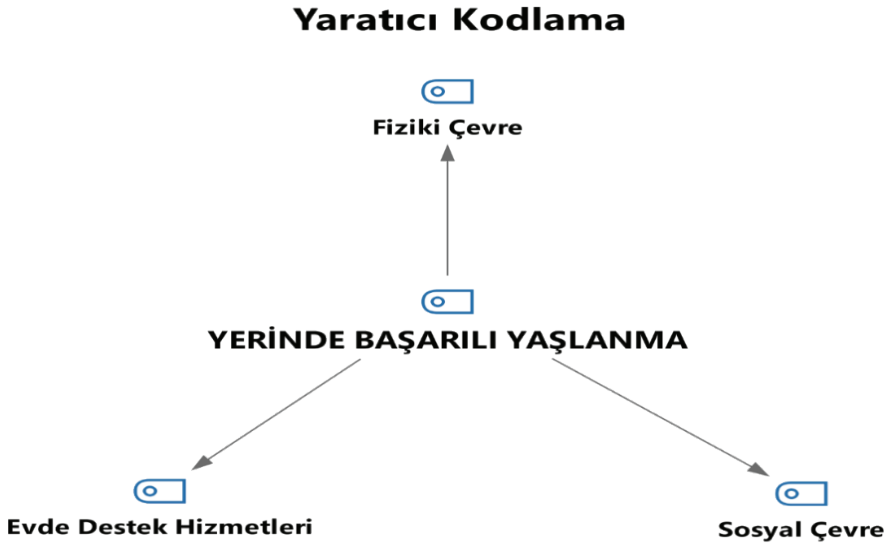 Yaratıcı Kodlama
Fiziki Çevre
YERİNDE BAŞARILI YAŞLANMA
Evde Destek Hizmetleri
Sosyal Çevre